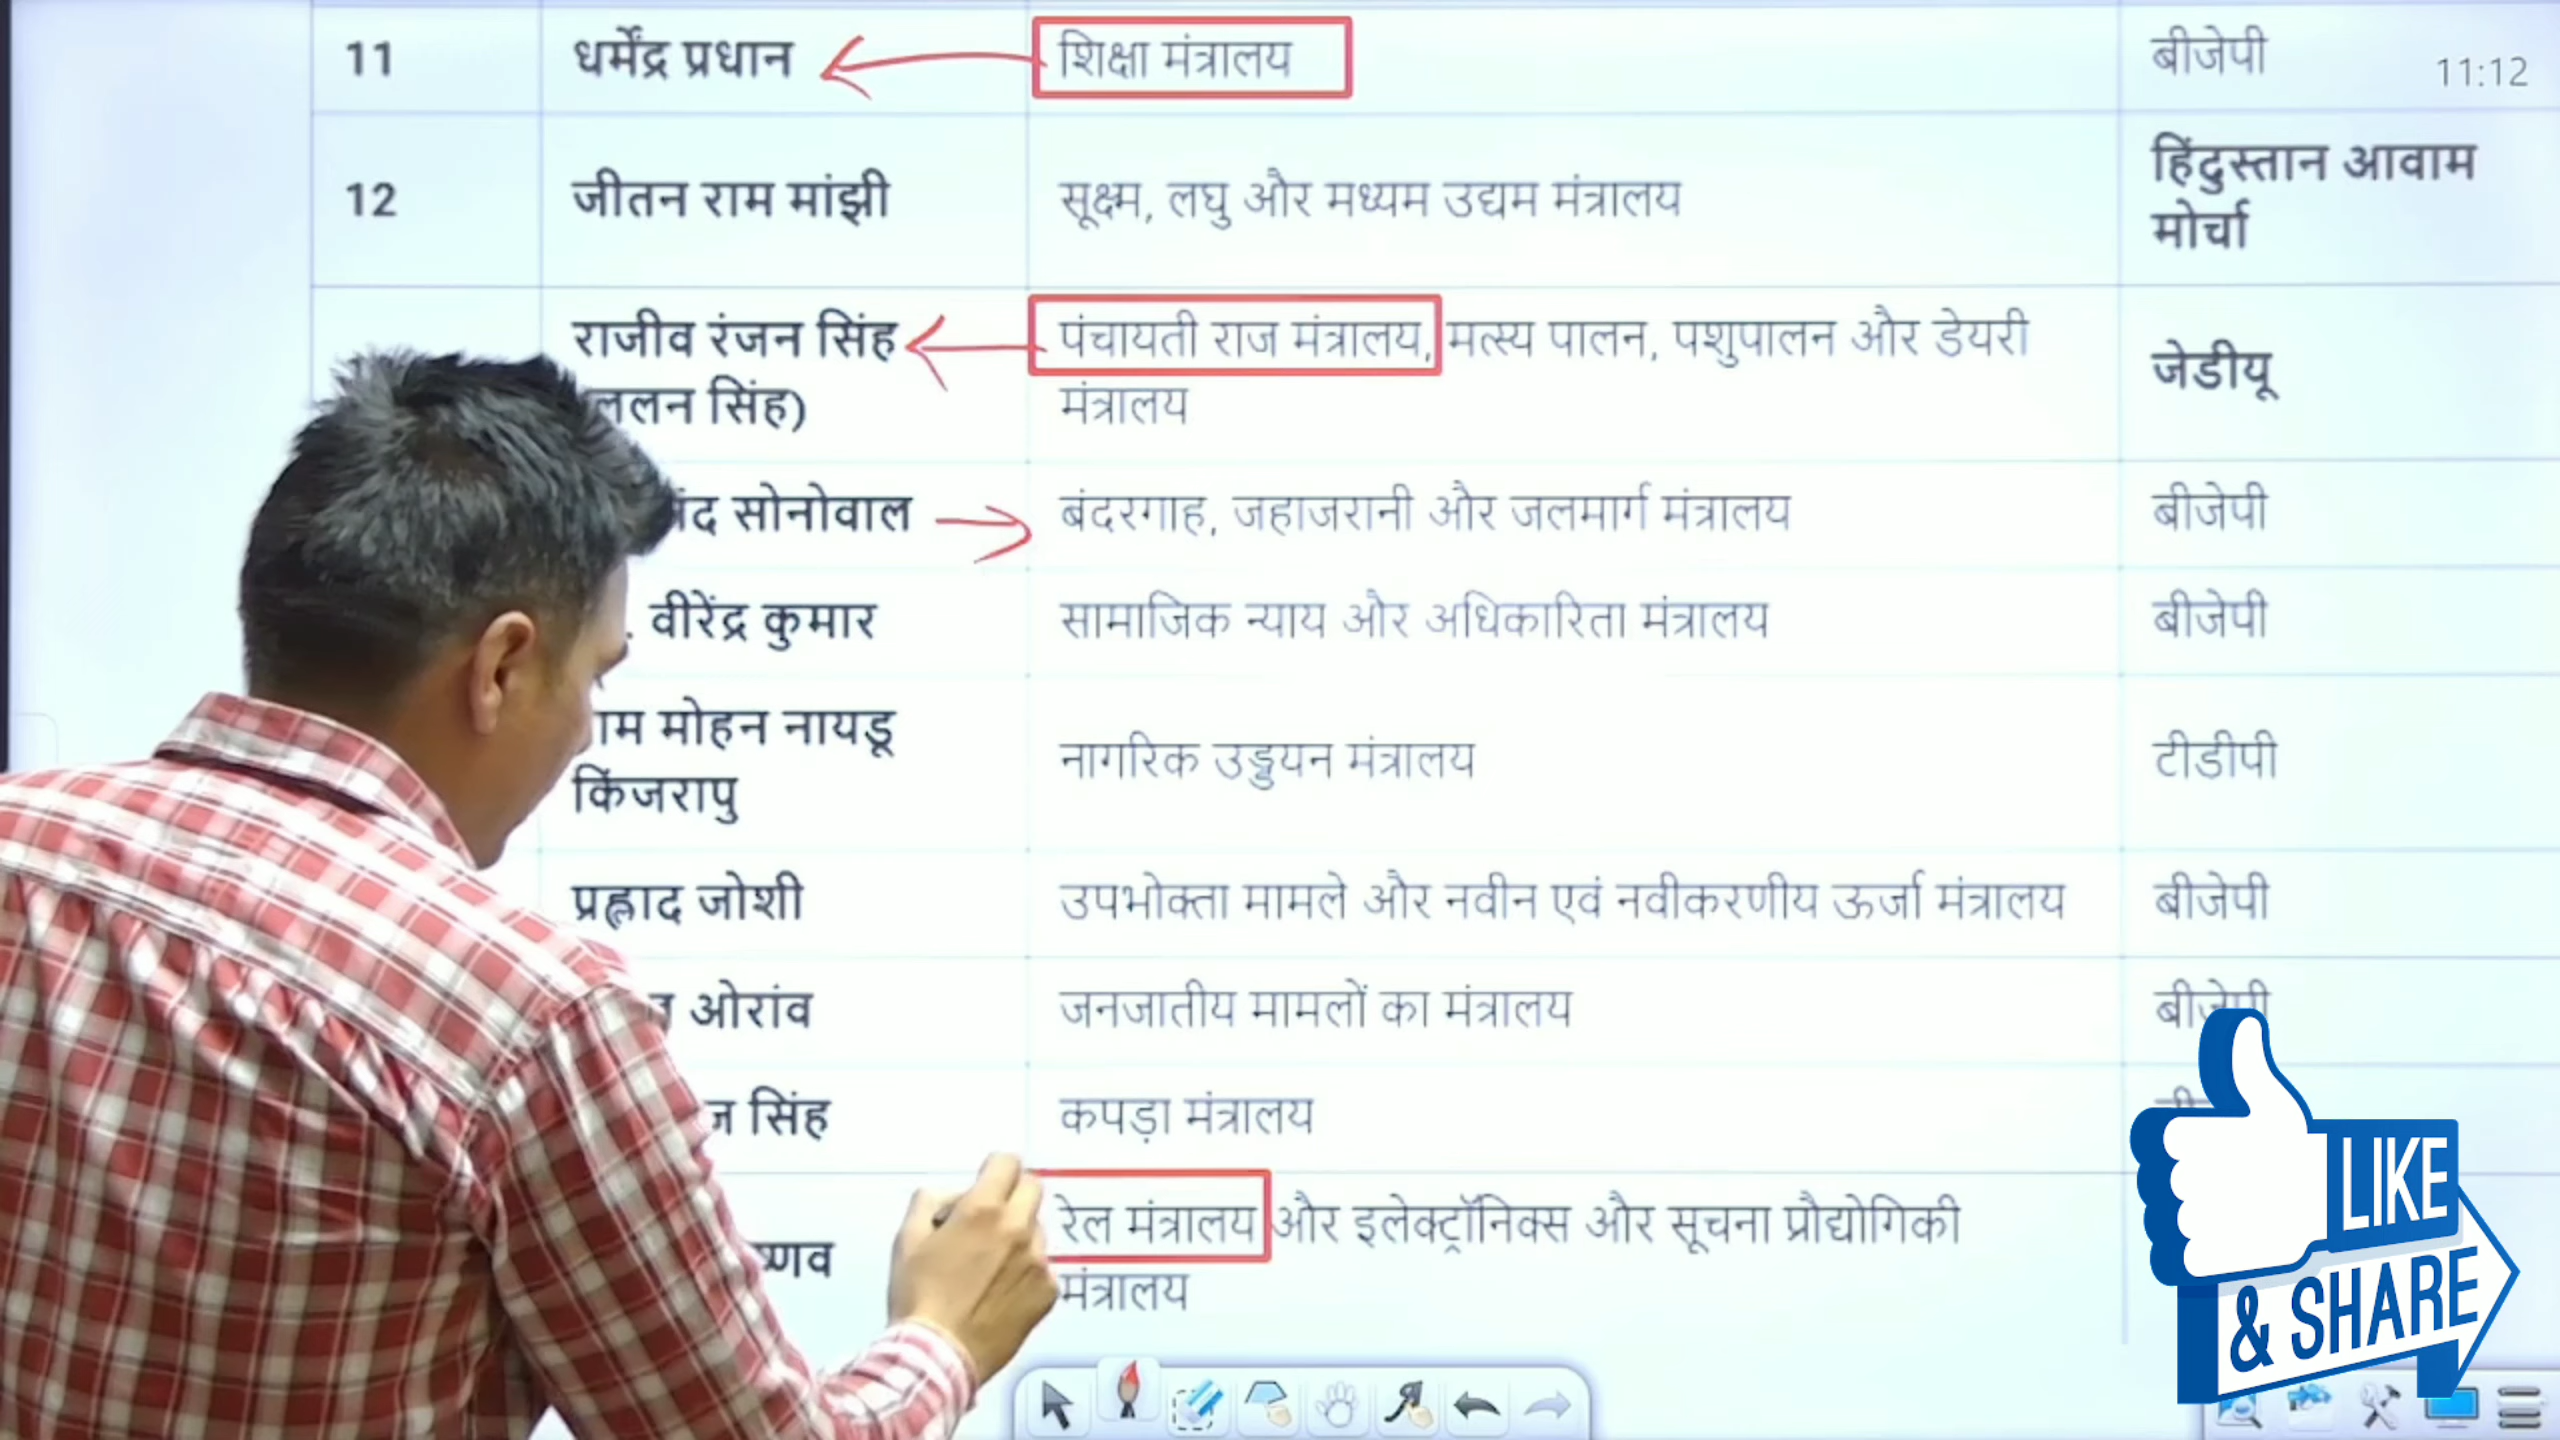 11 धर्मेंद्र प्रधान शिक्षा मंत्रालय बीजेपी
11:12
12 जीतन राम मांझी सूक्ष्म, लघु और मध्यम उद्यम मंत्रालय हिंदुस्तान आवाम
मोर्चा
राजीव रंजन सिंह पंचायती राज मंत्रालय, मत्स्य पालन, पशुपालन और डेयरी जेडीयू
ललन सिंह) मंत्रालय
सोनोवाल बंदरगाह, जहाजरानी और जलमार्ग मंत्रालय बीजेपी
वीरेंद्र कुमार सामाजिक न्याय और अधिकारिता मंत्रालय बीजेपी
मोहन नायडू नागरिक उड्डयन मंत्रालय टीडीपी
किंजरापु
प्रह्लाद जोशी उपभोक्ता मामले और नवीन एवं नवीकरणीय ऊर्जा मंत्रालय बीजेपी
ओरांव जनजातीय मामलों का मंत्रालय बीजेपी
सिंह कपड़ा मंत्रालय
रेल मंत्रालय और इलेक्ट्रॉनिक्स और सूचना प्रौद्योगिकी
मंत्रालय
LIKE
& SHARE